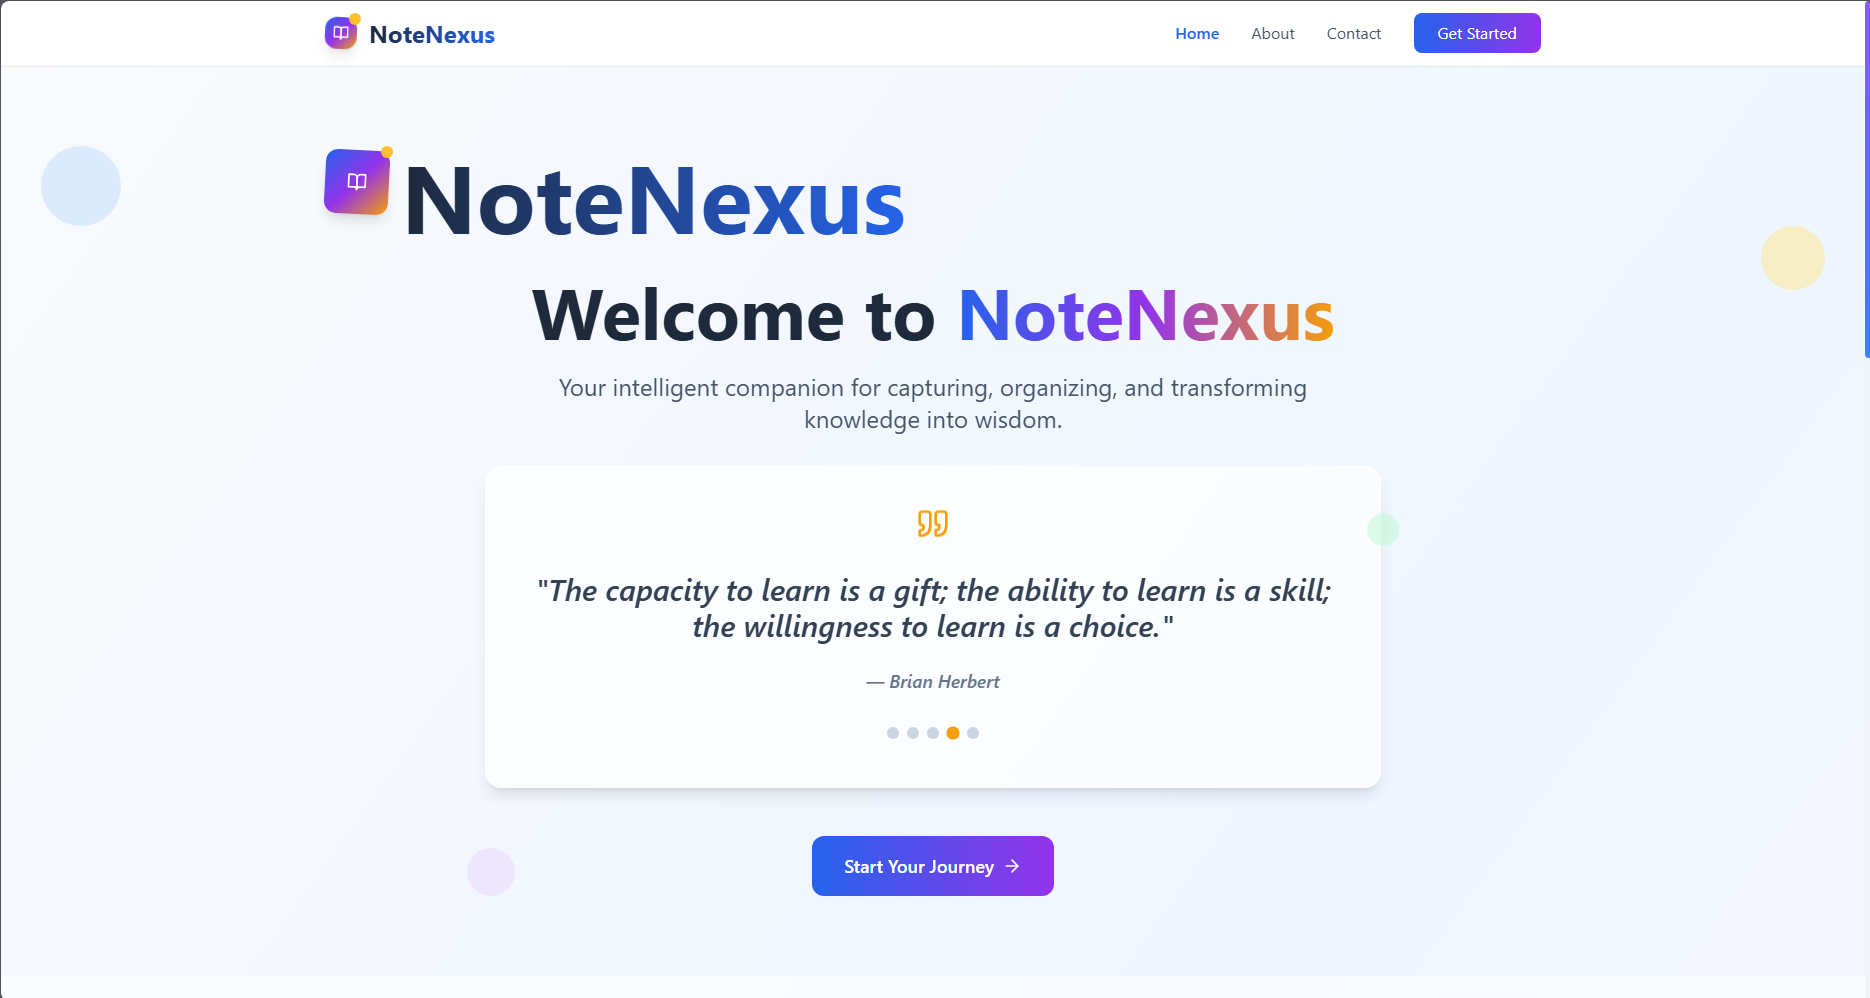 NoteNexus
Home
About
Contact
Get Started
NoteNexus
Welcome to NoteNexus
Your intelligent companion for capturing, organizing, and transforming
knowledge into wisdom.
"The capacity to learn is a gift; the ability to learn is a skill;
the willingness to learn is a choice."
— Brian Herbert
Start Your Journey →